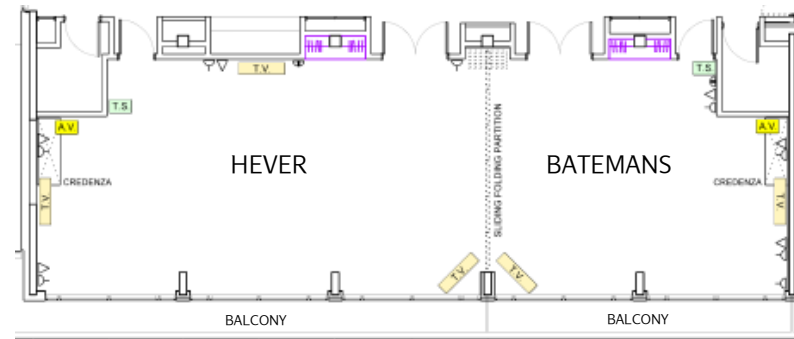 T.V.
T.S.
T.S.
A.V.
A.V.
HEVER
BATEMANS
SLIDING FOLDING PARTITION
CREDENZA
CREDENZA
T.V.
T.V.
T.V.
T.V.
BALCONY
BALCONY